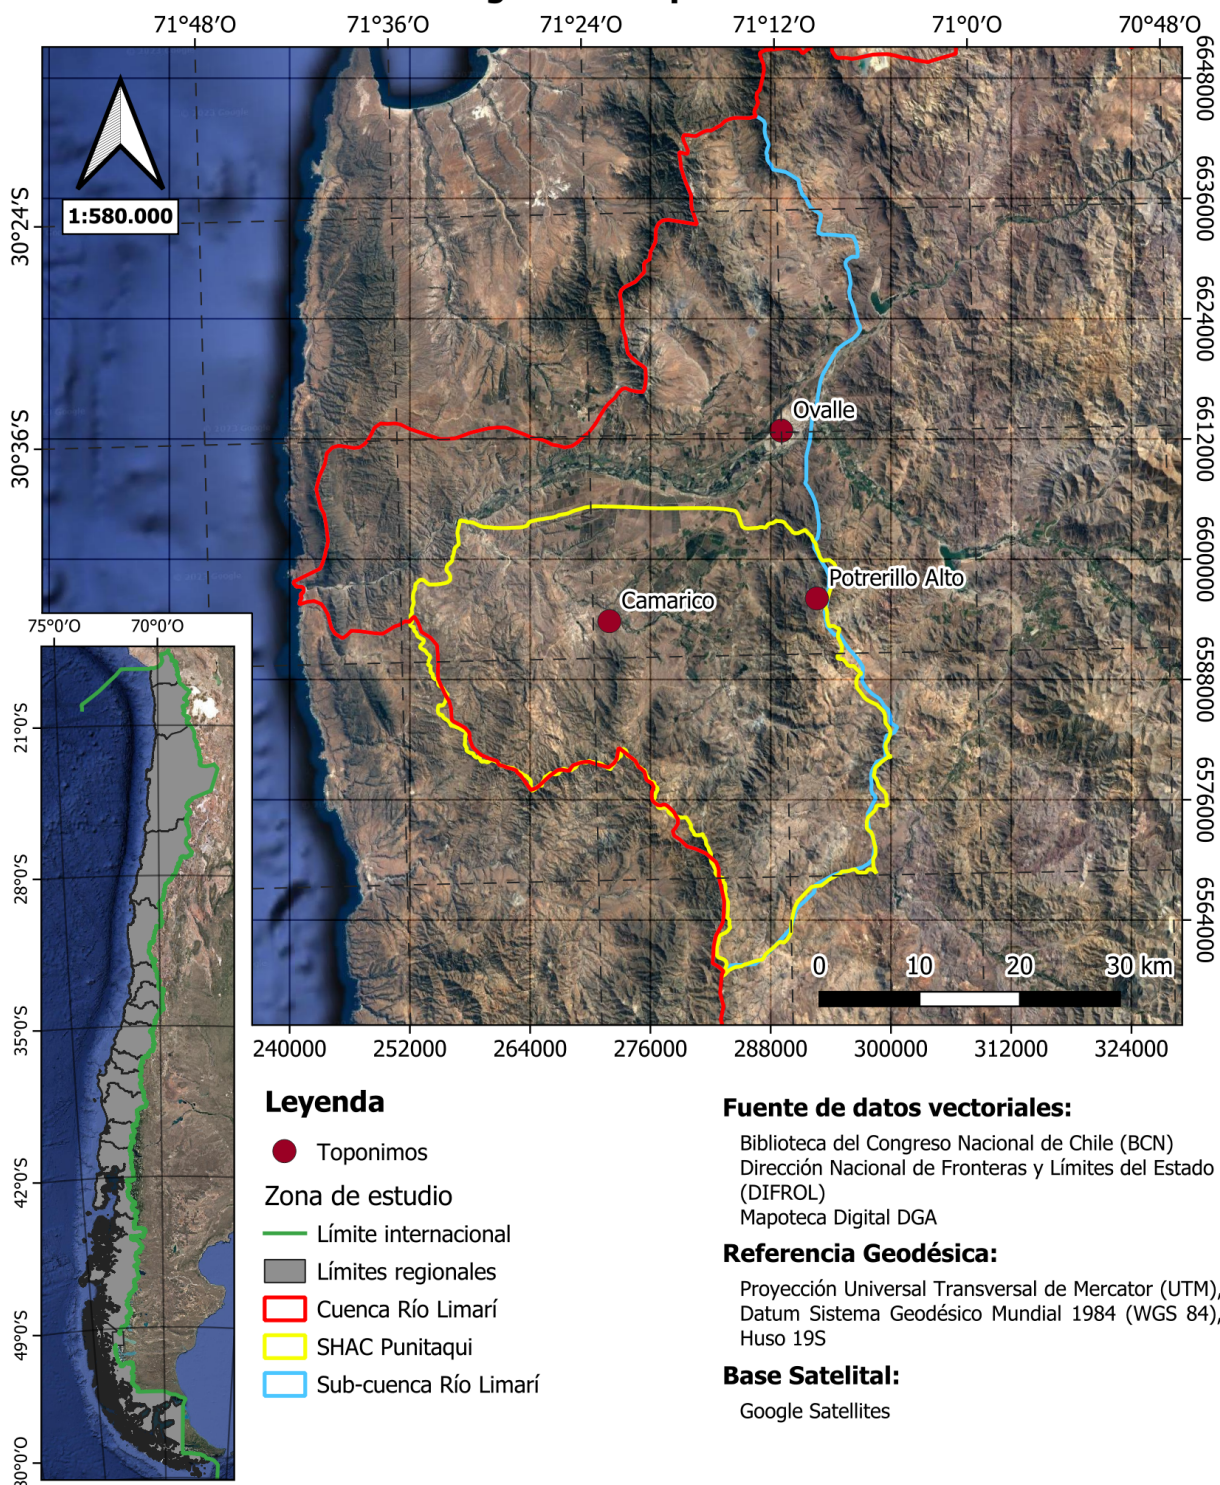 71°48′O 71°36′O 71°24′O 71°12′O 71°0′O 70°48′O
6648000
6636000
6624000
6612000
6600000
6588000
6576000
6564000
30°24′S
30°36′S
1:580.000
Ovalle
Potrerillo Alto
Camarico
0 10 20 30 km
240000 252000 264000 276000 288000 300000 312000 324000
75°0′O 70°0′O
21°0′S
28°0′S
35°0′S
42°0′S
49°0′S
Leyenda
Toponimos
Zona de estudio
Límite internacional
Límites regionales
Cuenca Río Limarí
SHAC Punitaqui
Sub-cuenca Río Limarí
Fuente de datos vectoriales:
Biblioteca del Congreso Nacional de Chile (BCN)
Dirección Nacional de Fronteras y Límites del Estado
(DIFROL)
Mapoteca Digital DGA
Referencia Geodésica:
Proyección Universal Transversal de Mercator (UTM),
Datum Sistema Geodésico Mundial 1984 (WGS 84),
Huso 19S
Base Satelital:
Google Satellites